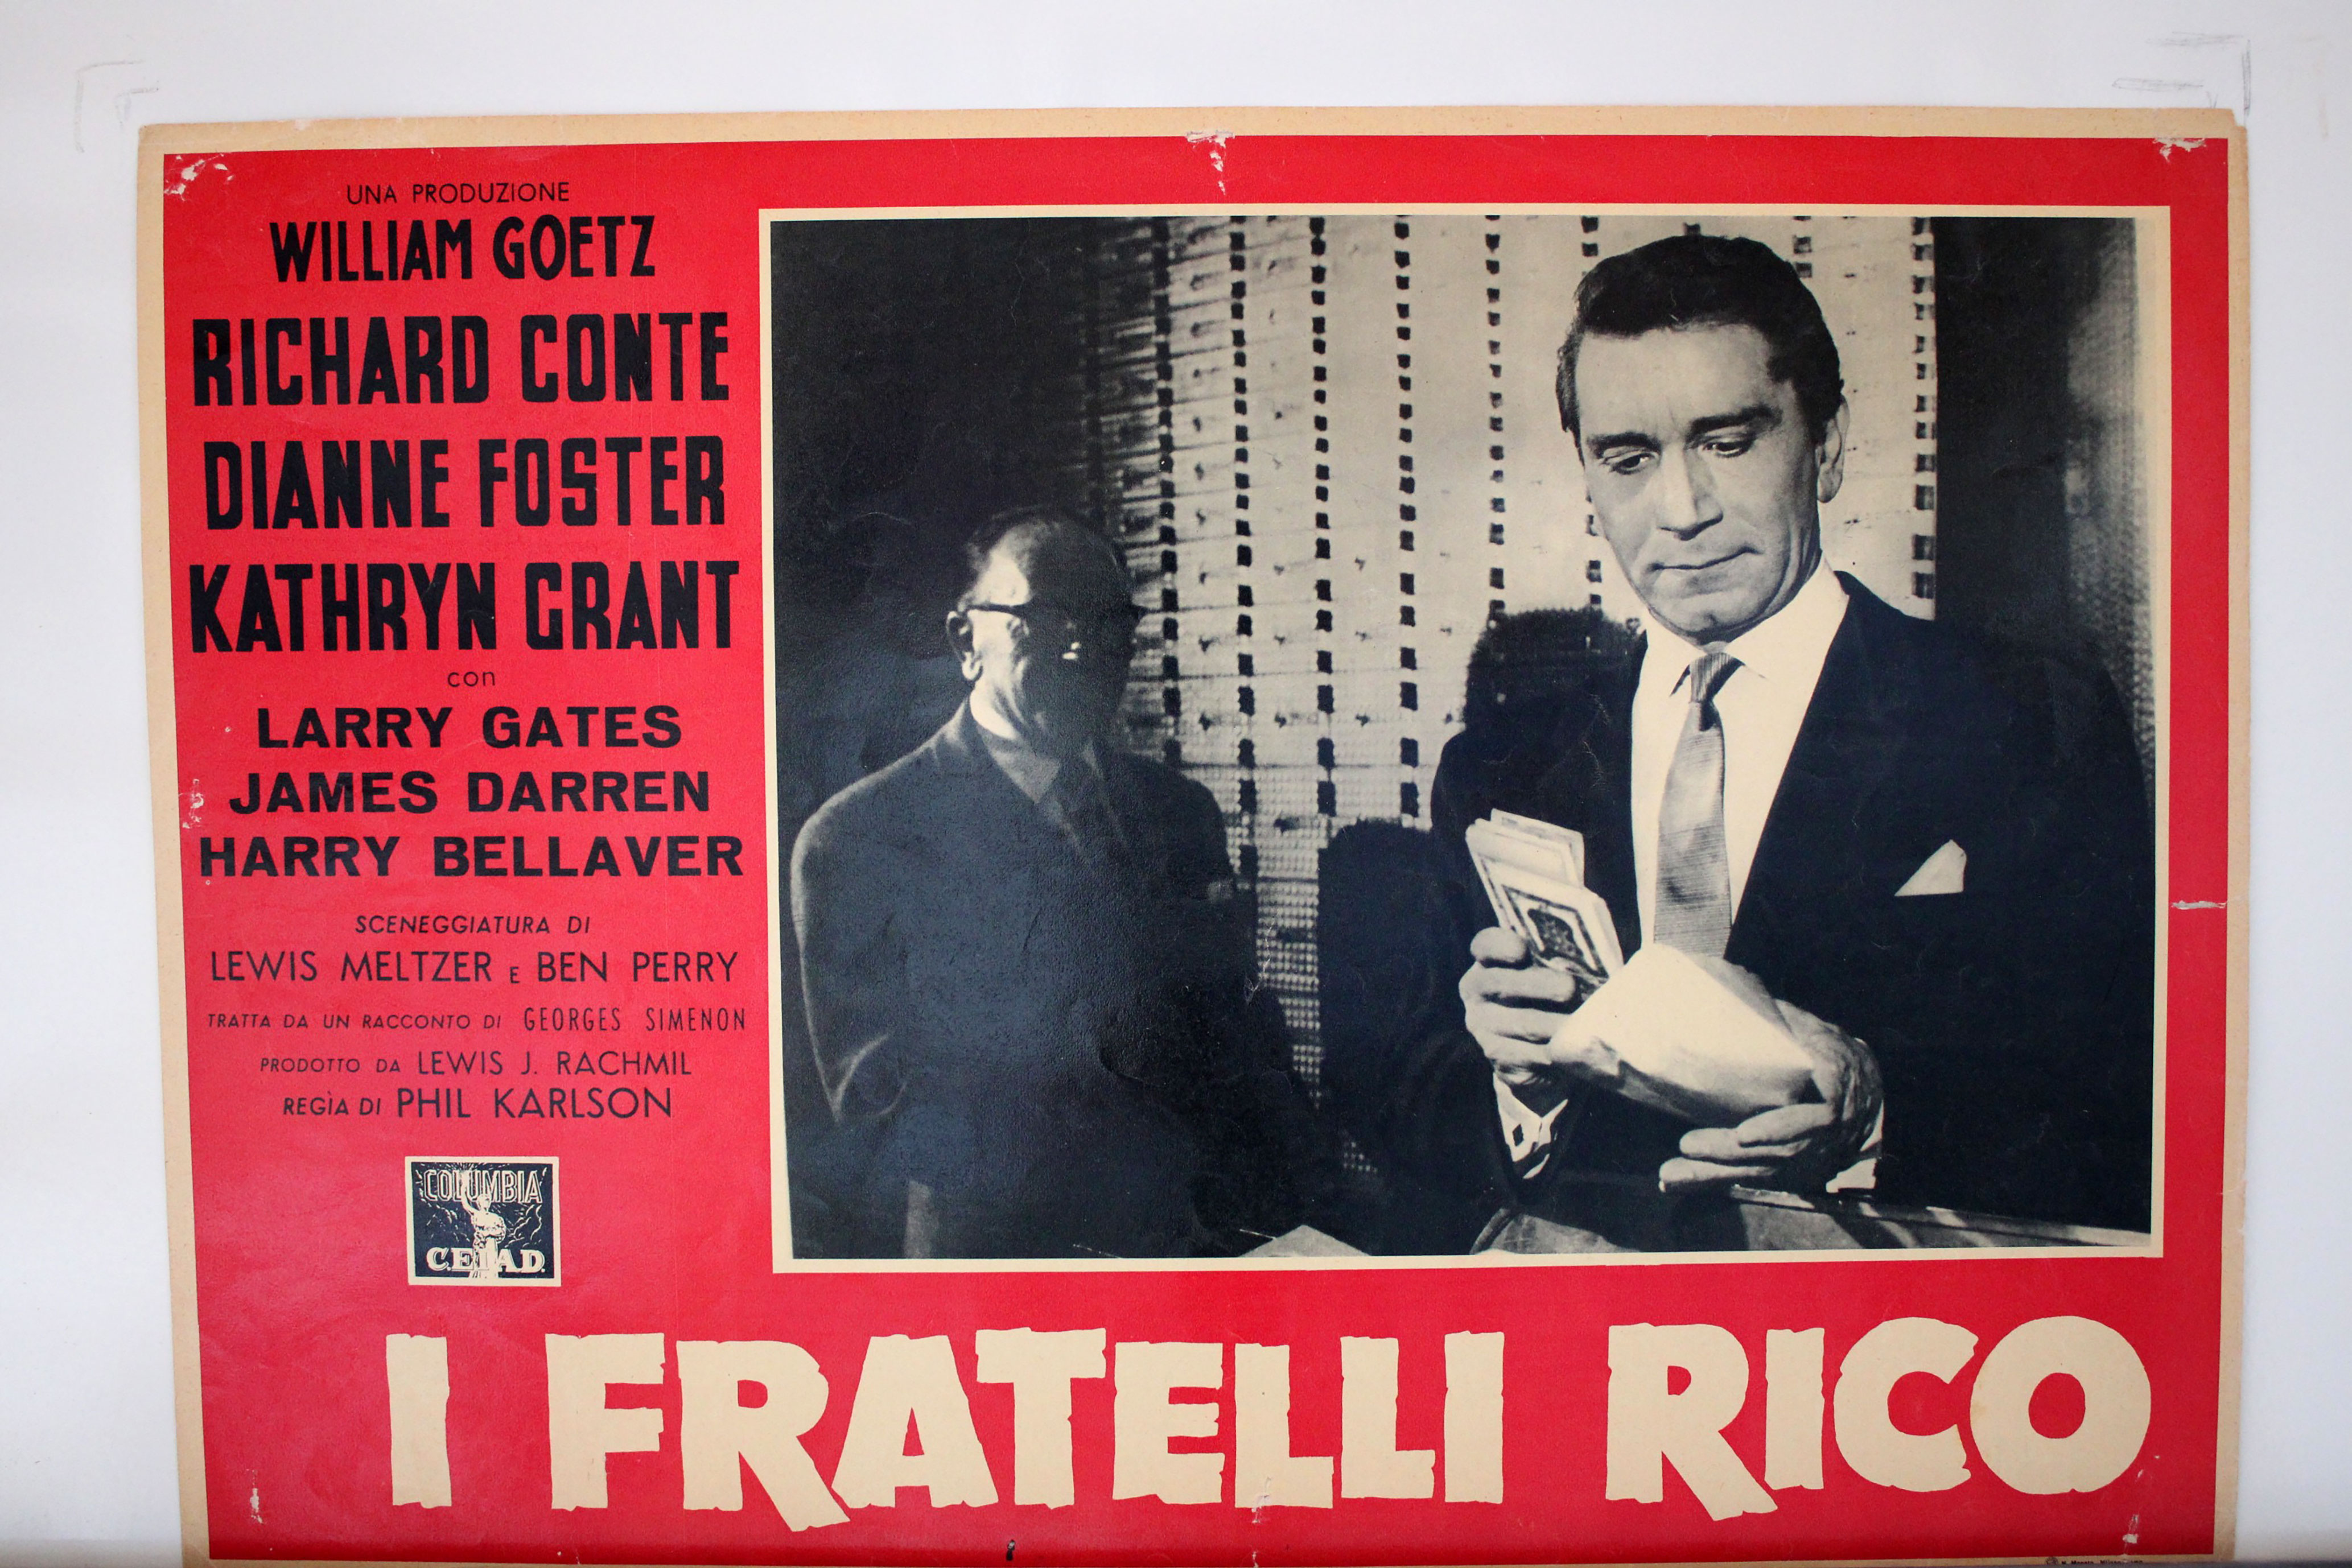 UNA PRODUZIONE
WILLIAM GOETZ
RICHARD CONTE
DIANNE FOSTER
KATHRYN GRANT
con
LARRY GATES
JAMES DARREN
HARRY BELLAVER
SCENEGGIATURA DI
LEWIS MELTZER E BEN PERRY
TRATTA DA UN RACCONTO DI GEORGES SIMENON
PRODOTTO DA LEWIS J. RACHMIL
REGÌA DI PHIL KARLSON
COLUMBIA
C.EIAD.
I FRATELLI RICO